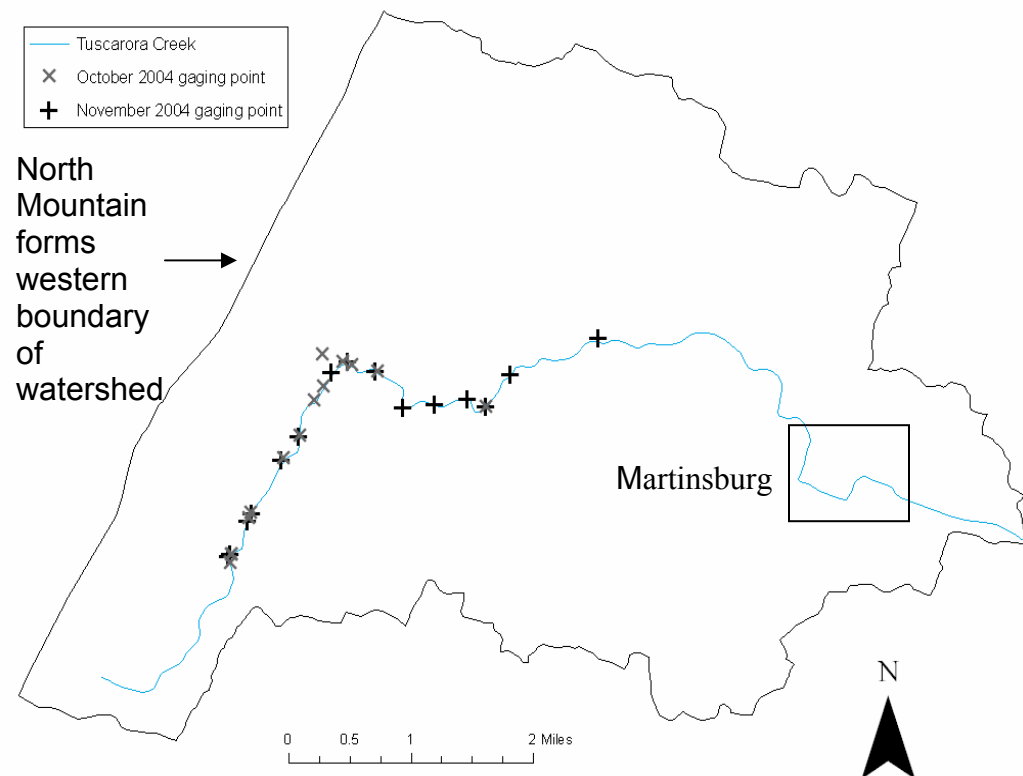 Tuscarora Creek
October 2004 gaging point
November 2004 gaging point
North
Mountain
forms
western
boundary
of
watershed
Martinsburg
N
0 0.5 1 2 Miles